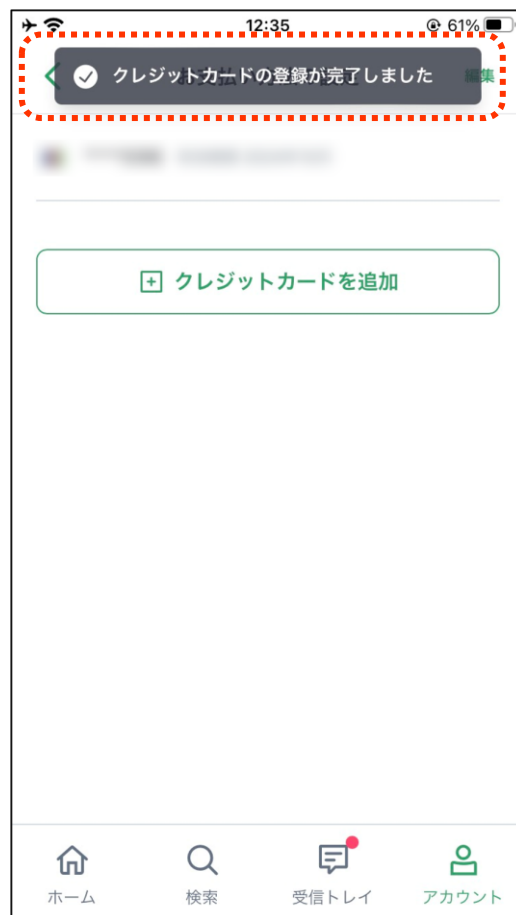 12:35
61%
クレジットカードの登録が完了しました
編集
クレジットカードを追加
ホーム
検索
受信トレイ
アカウント